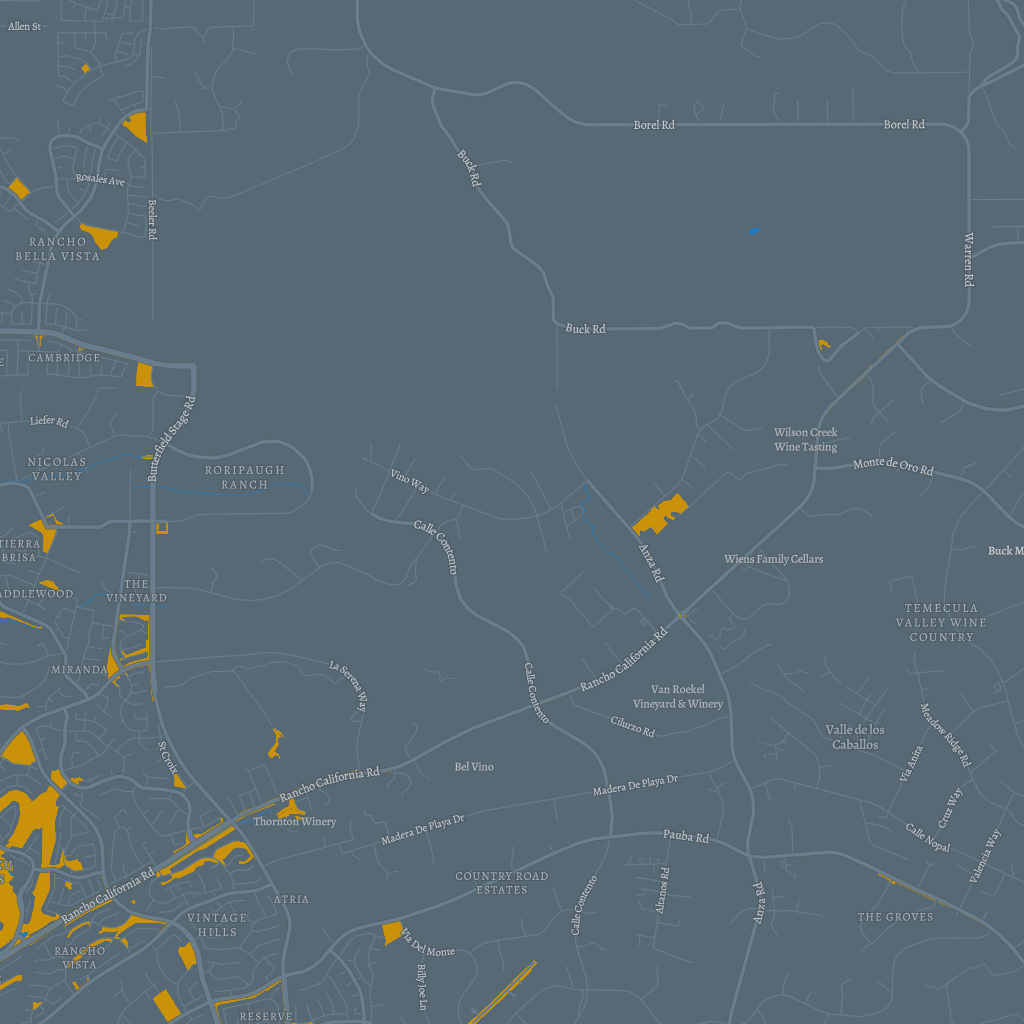 Allen St
Borel Rd
Borel Rd
Buck Rd
Rosales Ave
Beeler Rd
RANCHO
BELLA VISTA
Warren Rd
Buck Rd
CAMBRIDGE
Liefer Rd
Butterfield Stage Rd
Wilson Creek
Wine Tasting
NICOLAS
VALLEY
RORIPAUGH
RANCH
Monte de Oro Rd
Vino Way
Calle Contento
TIERRA
BRISA
Anza Rd
Wiens Family Cellars
Buck M
ADDLEWOOD
THE
VINEYARD
TEMECULA
VALLEY WINE
COUNTRY
Rancho California Rd
MIRANDA
La Serena Way
Calle Contento
Van Roekel
Vineyard & Winery
Cilurzo Rd
Valle de los
Caballos
Meadow Ridge Rd
St Croix
Bel Vino
Via Anita
Rancho California Rd
Madera De Playa Dr
Cruz Way
Thornton Winery
Madera De Playa Dr
Pauba Rd
Calle Nopal
Valencia Way
KU
S
Rancho California Rd
COUNTRY ROAD
ESTATES
Altanos Rd
Calle Contento
Anza Rd
ATRIA
VINTAGE
HILLS
THE GROVES
RANCHO
VISTA
Via Del Monte
Billy Joe Ln
RESERVE